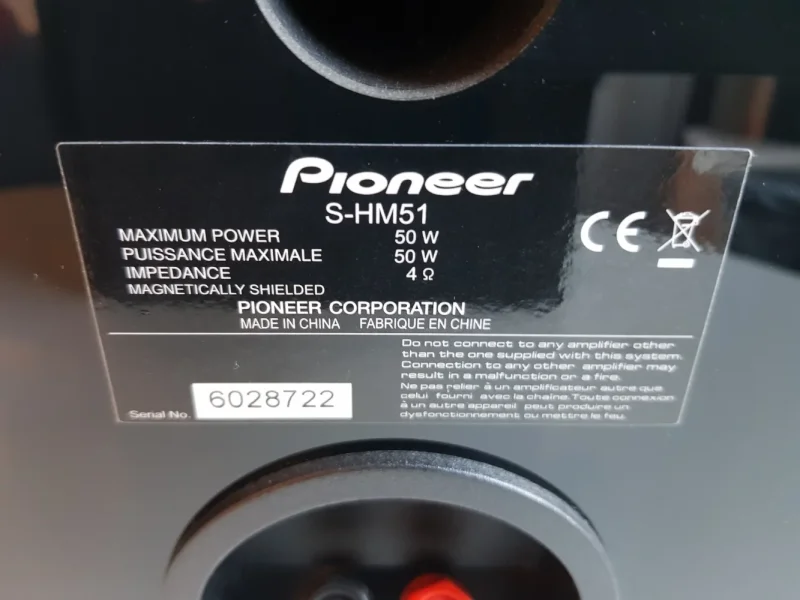 Pioneer
S-HM51
MAXIMUM POWER 50 W
PUISSANCE MAXIMALE 50 W
IMPEDANCE 4 Ω
MAGNETICALLY SHIELDED
CE
PIONEER CORPORATION
MADE IN CHINA FABRIQUE EN CHINE
Do not connect to any amplifier other
than the one supplied with this system.
Connection to any other amplifier may
result in a malfunction or a fire.
Ne pas relier à un amplificateur autre que
celui fourni avec la chaîne. Toute connexion
à un autre appareil peut produire un
dysfonctionnement ou mettre le feu.
Serial No. 6028722